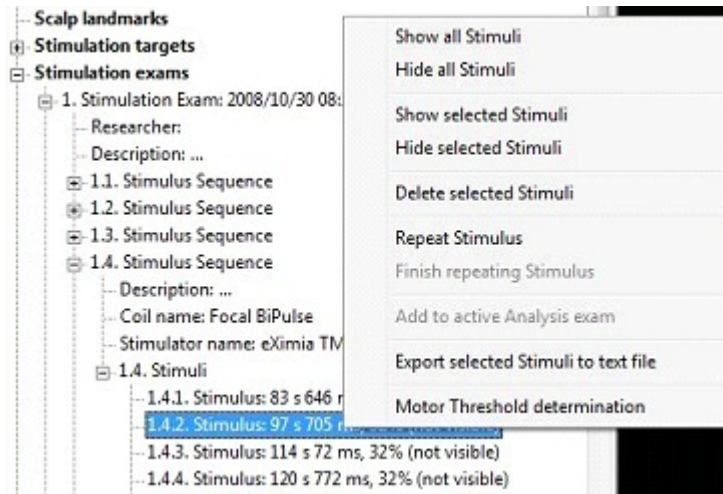 Scalp landmarks
Stimulation targets
Stimulation exams
1. Stimulation Exam: 2008/10/30 08:
Researcher:
Description: ...
1.1. Stimulus Sequence
1.2. Stimulus Sequence
1.3. Stimulus Sequence
1.4. Stimulus Sequence
Description: ...
Coil name: Focal BiPulse
Stimulator name: eXimia TM
1.4. Stimuli
1.4.1. Stimulus: 83 s 646
1.4.2. Stimulus: 97 s 705
1.4.3. Stimulus: 114 s 72 ms, 32% (not visible)
1.4.4. Stimulus: 120 s 772 ms, 32% (not visible)
Show all Stimuli
Hide all Stimuli
Show selected Stimuli
Hide selected Stimuli
Delete selected Stimuli
Repeat Stimulus
Finish repeating Stimulus
Add to active Analysis exam
Export selected Stimuli to text file
Motor Threshold determination